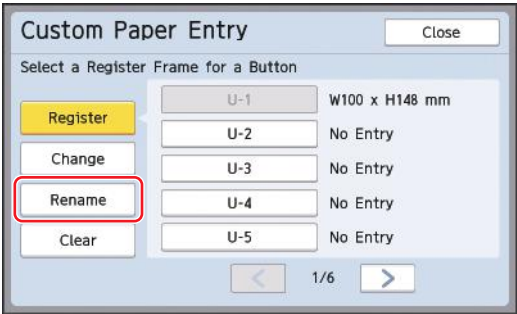 Custom Paper Entry
Close
Select a Register Frame for a Button
Register
Change
Rename
Clear
U-1 W100 x H148 mm
U-2 No Entry
U-3 No Entry
U-4 No Entry
U-5 No Entry
< 1/6 >